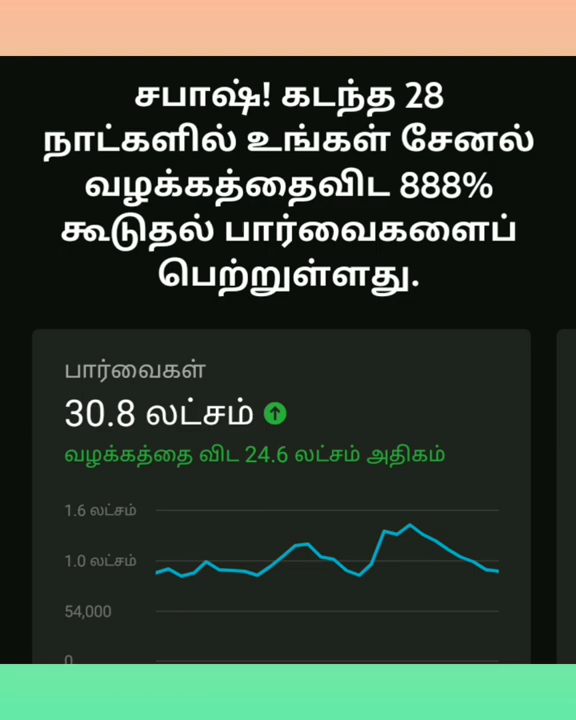 சபாஷ்! கடந்த 28
நாட்களில் உங்கள் சேனல்
வழக்கத்தைவிட 888%
கூடுதல் பார்வைகளைப்
பெற்றுள்ளது.
பார்வைகள்
30.8 லட்சம்
வழக்கத்தை விட 24.6 லட்சம் அதிகம்
1.6 லட்சம்
1.0 லட்சம்
54,000
0